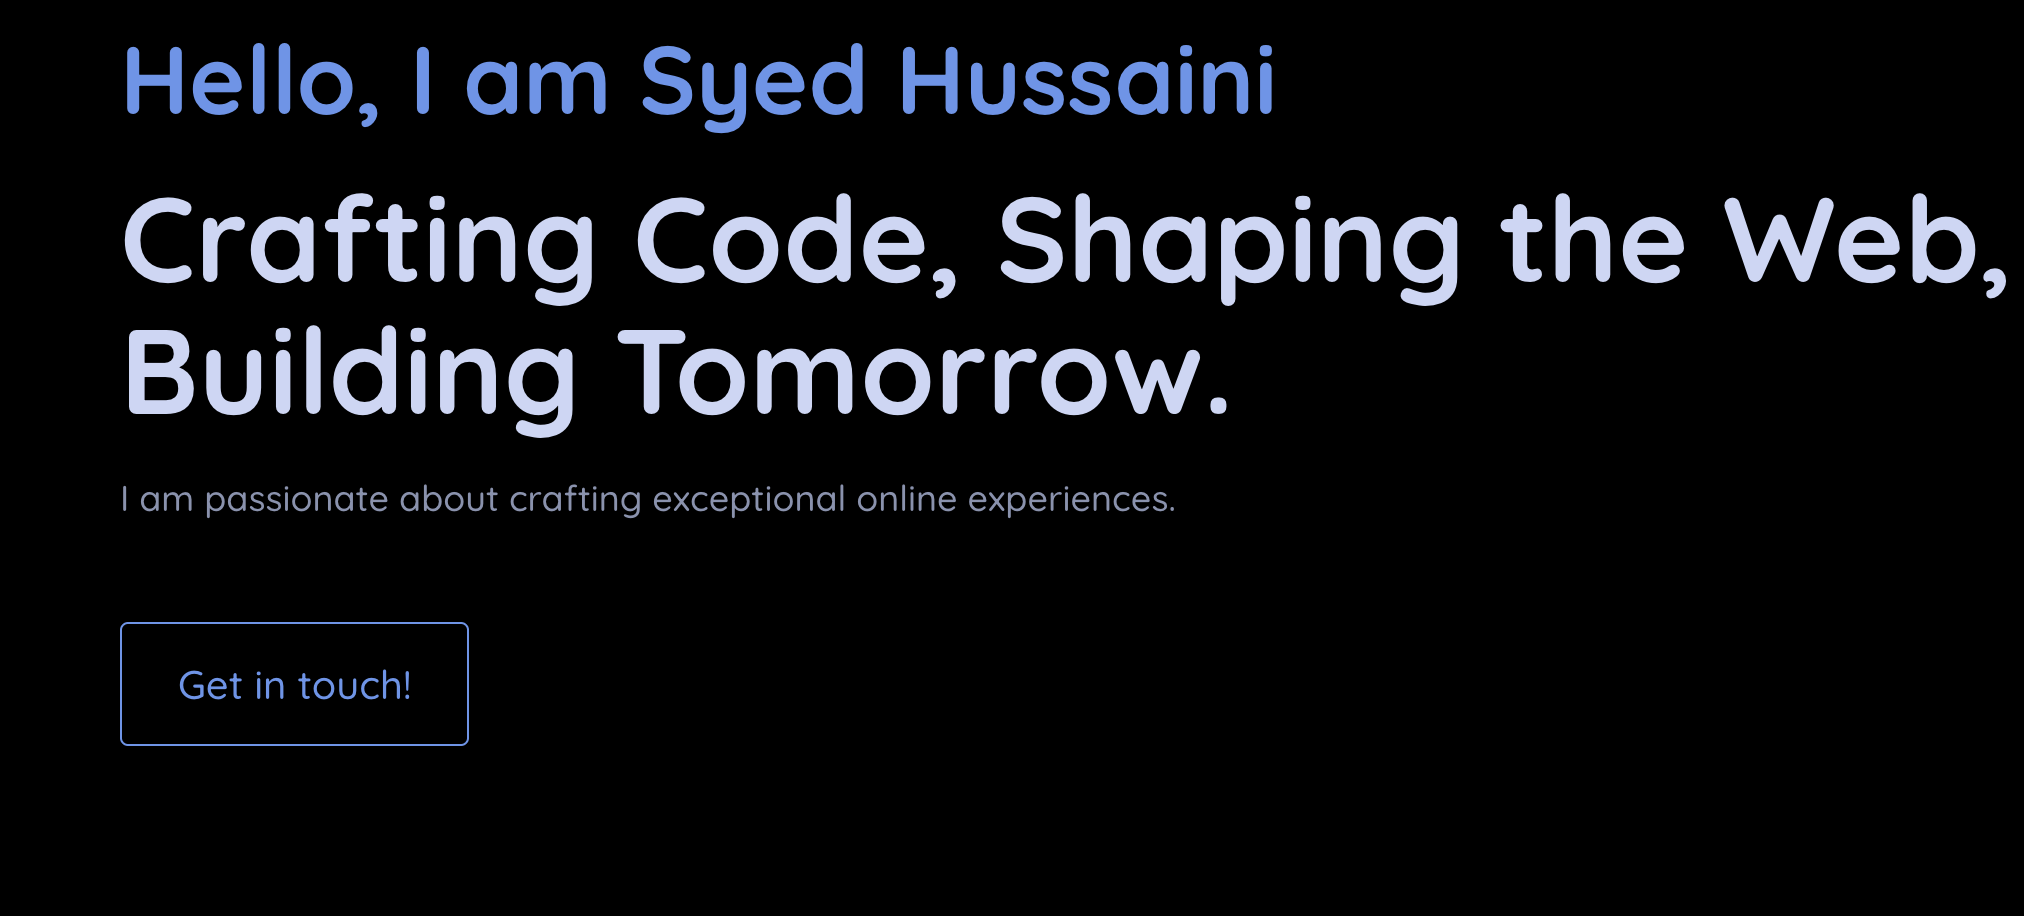 Hello, I am Syed Hussaini
Crafting Code, Shaping the Web,
Building Tomorrow.
I am passionate about crafting exceptional online experiences.
Get in touch!